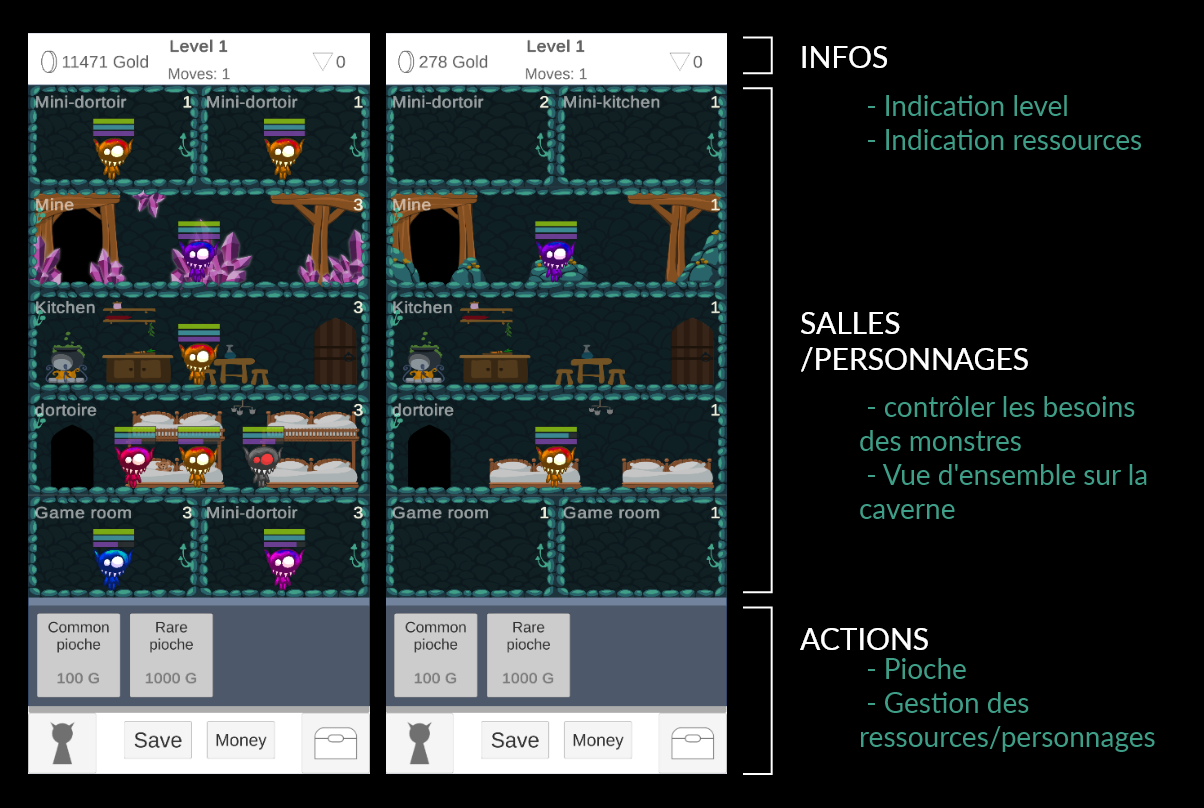 Level 1
11471 Gold
0
Moves: 1
Mini-dortoir 1
Mini-dortoir 1
Mine 3
Kitchen 3
dortoire 3
Game room 3
Mini-dortoir 3
Common
pioche
100 G
Rare
pioche
1000 G
Save
Money
Level 1
278 Gold
0
Moves: 1
Mini-dortoir 2
Mini-kitchen 1
Mine 1
Kitchen 1
dortoire 1
Game room 1
Game room 1
Common
pioche
100 G
Rare
pioche
1000 G
Save
Money
INFOS
- Indication level
- Indication ressources
SALLES
/PERSONNAGES
- contrôler les besoins
des monstres
- Vue d'ensemble sur la
caverne
ACTIONS
- Pioche
- Gestion des
ressources/personnages